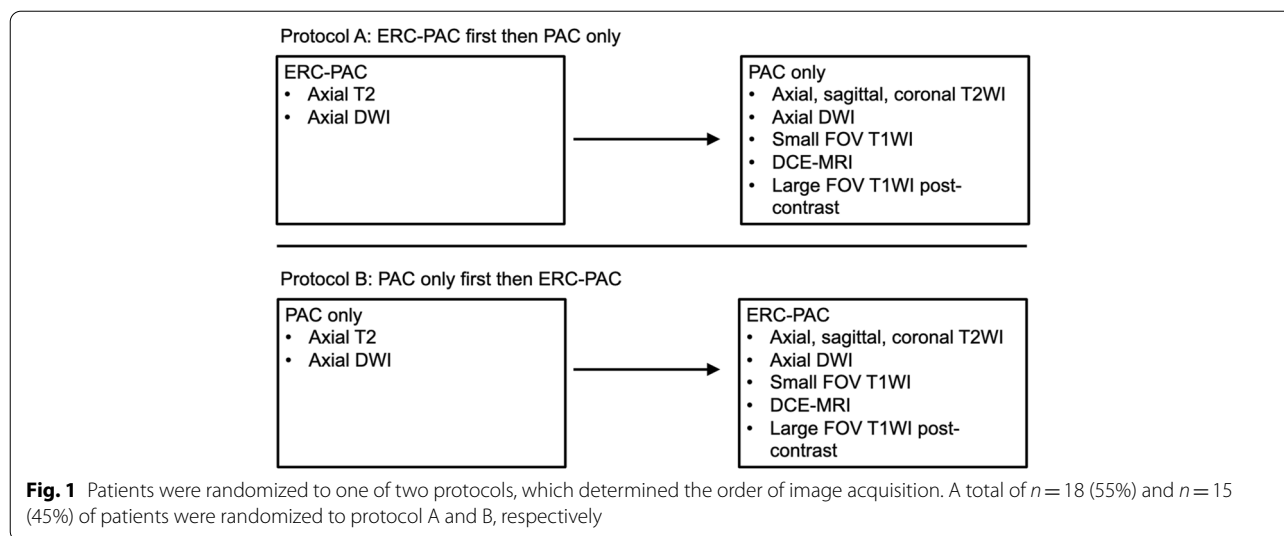 Protocol A: ERC-PAC first then PAC only
ERC-PAC
• Axial T2
• Axial DWI
PAC only
• Axial, sagittal, coronal T2WI
• Axial DWI
• Small FOV T1WI
• DCE-MRI
• Large FOV T1WI post-
contrast
Protocol B: PAC only first then ERC-PAC
PAC only
• Axial T2
• Axial DWI
ERC-PAC
• Axial, sagittal, coronal T2WI
• Axial DWI
• Small FOV T1WI
• DCE-MRI
• Large FOV T1WI post-
contrast
Fig. 1 Patients were randomized to one of two protocols, which determined the order of image acquisition. A total of n = 18 (55%) and n = 15
(45%) of patients were randomized to protocol A and B, respectively